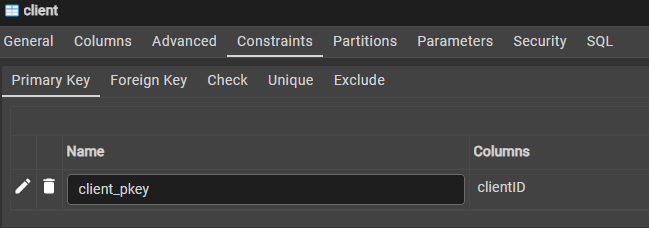 client
General Columns Advanced Constraints Partitions Parameters Security SQL
Primary Key Foreign Key Check Unique Exclude
Name Columns
client_pkey clientID